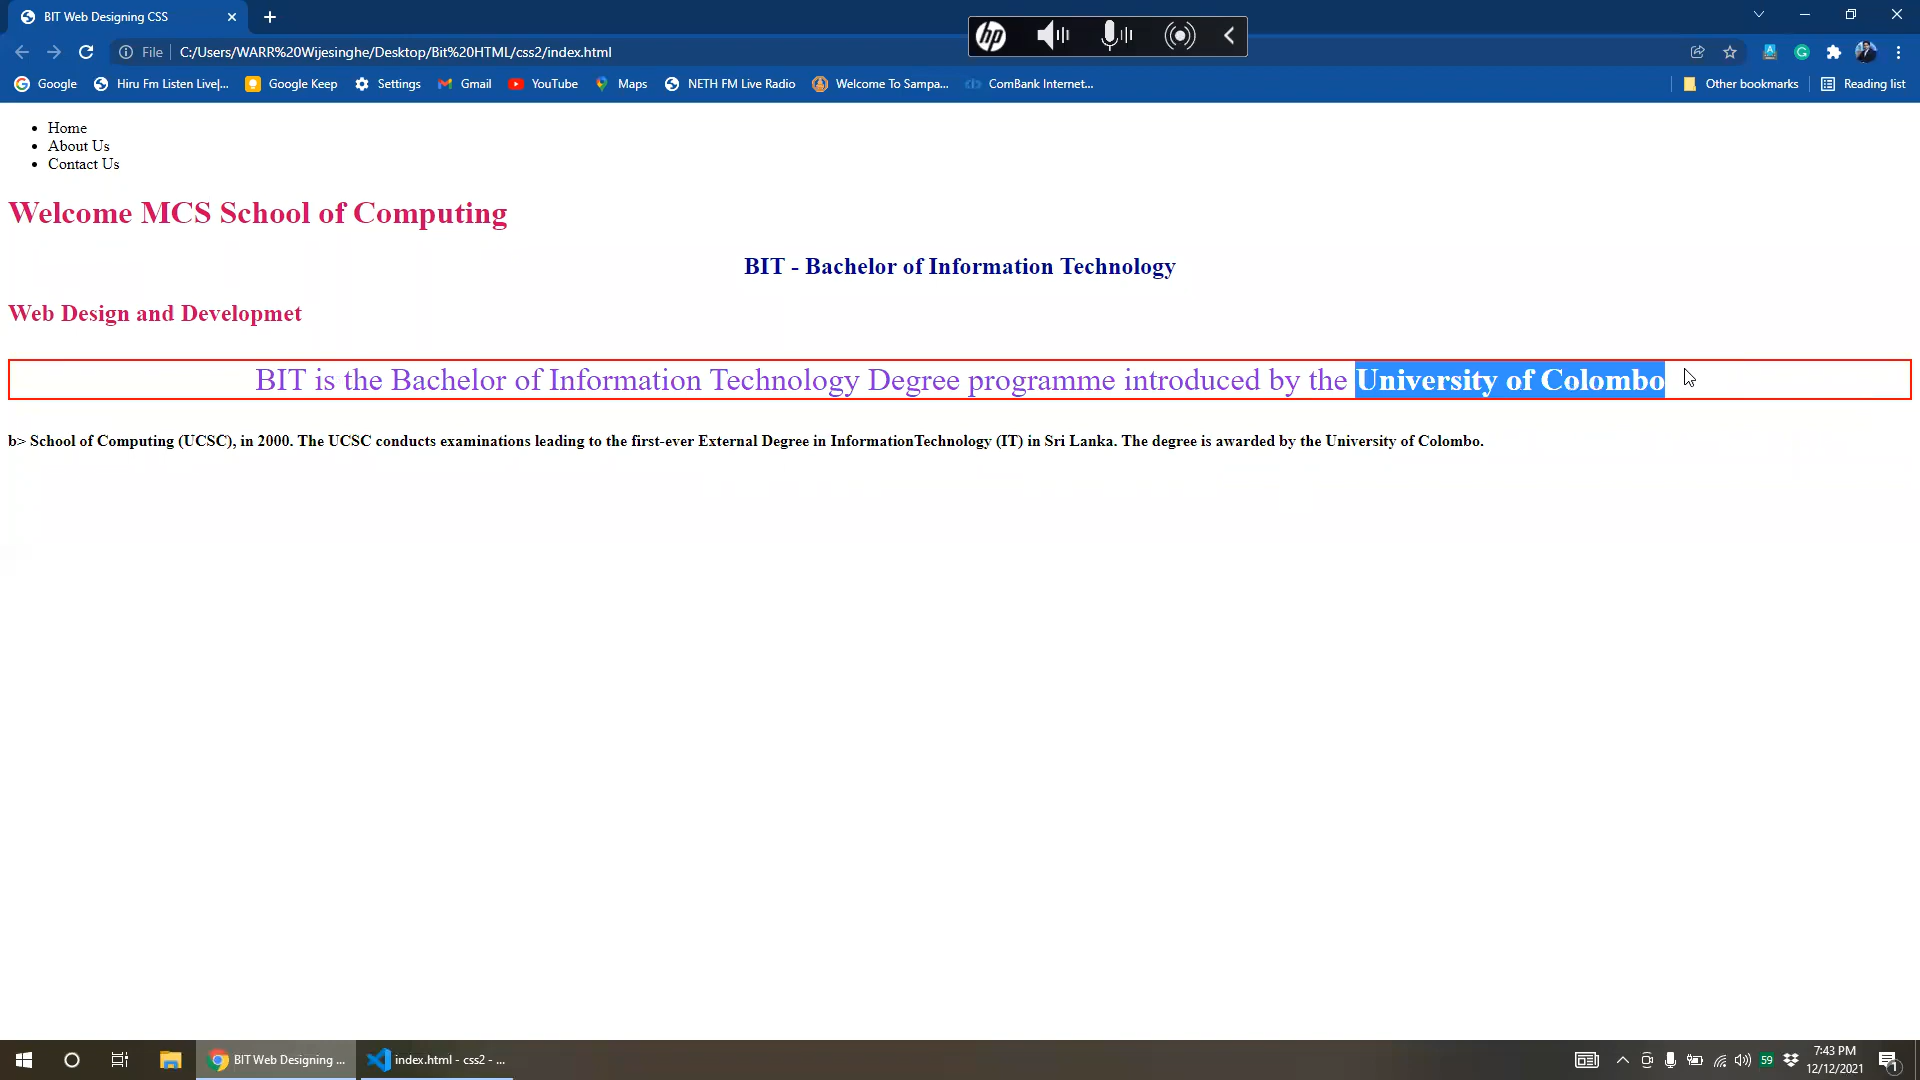 BIT Web Designing CSS
File C:/Users/WARR%20Wijesinghe/Desktop/Bit%20HTML/css2/index.html
hp
Google Hiru Fm Listen Live|... Google Keep Settings Gmail YouTube Maps NETH FM Live Radio Welcome To Sampa... ComBank Internet... Other bookmarks Reading list
Home
About Us
Contact Us
Welcome MCS School of Computing
BIT - Bachelor of Information Technology
Web Design and Developmet
BIT is the Bachelor of Information Technology Degree programme introduced by the University of Colombo
b> School of Computing (UCSC), in 2000. The UCSC conducts examinations leading to the first-ever External Degree in InformationTechnology (IT) in Sri Lanka. The degree is awarded by the University of Colombo.
BIT Web Designing ... index.html - css2 - ... 59 7:43 PM
12/12/2021 1